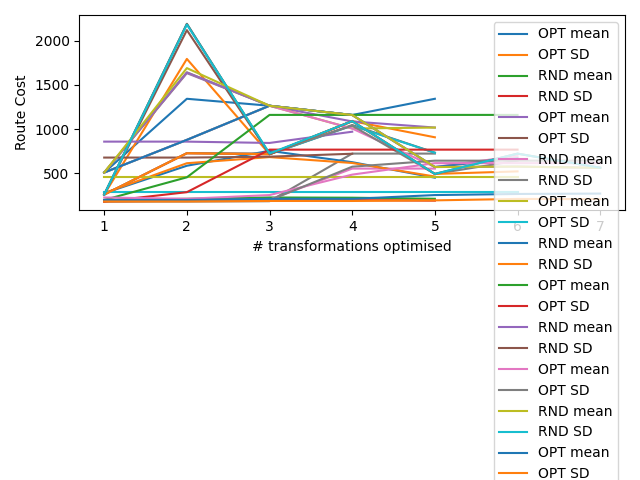 Route Cost
2000
1500
1000
500
1 2 3 4 5 6 7
# transformations optimised
OPT mean
OPT SD
RND mean
RND SD
OPT mean
OPT SD
RND mean
RND SD
OPT mean
OPT SD
RND mean
RND SD
OPT mean
OPT SD
RND mean
RND SD
OPT mean
OPT SD
RND mean
RND SD
OPT mean
OPT SD